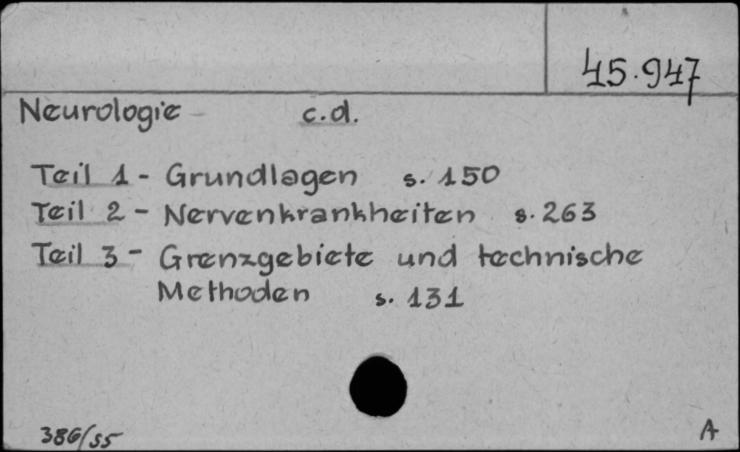 45.947
Neurologie c.d.
Teil 1 - Grundlagen s. 150
Teil 2 - Nervenkrankheiten s. 263
Teil 3 - Grenzgebiete und technische
Methoden s. 131
386/55
A